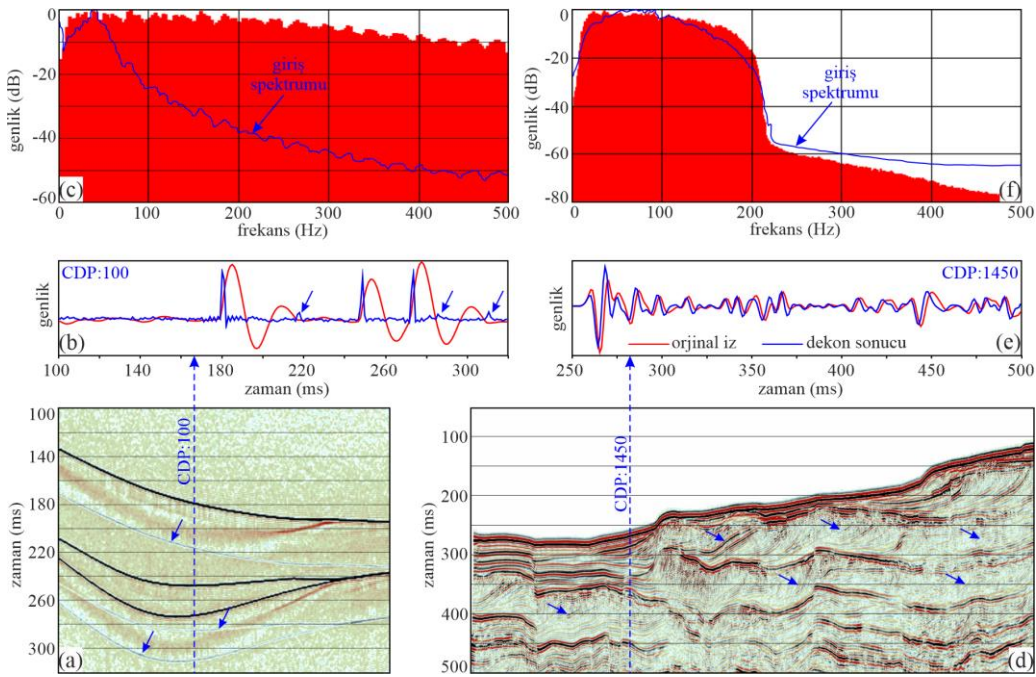 0
-20
-40
-60
genlik (dB)
giriş
spektrumu
(c)
0 100 200 300 400 500
frekans (Hz)
0
-20
-40
-60
-80
genlik (dB)
giriş
spektrumu
(f)
0 100 200 300 400 500
frekans (Hz)
CDP:100
genlik
(b)
100 140 180 220 260 300
zaman (ms)
CDP:1450
genlik
orjinal iz
dekon sonucu
(e)
250 300 350 400 450 500
zaman (ms)
100
140
180
220
260
300
zaman (ms)
CDP:100
(a)
100
200
300
400
500
zaman (ms)
CDP:1450
(d)